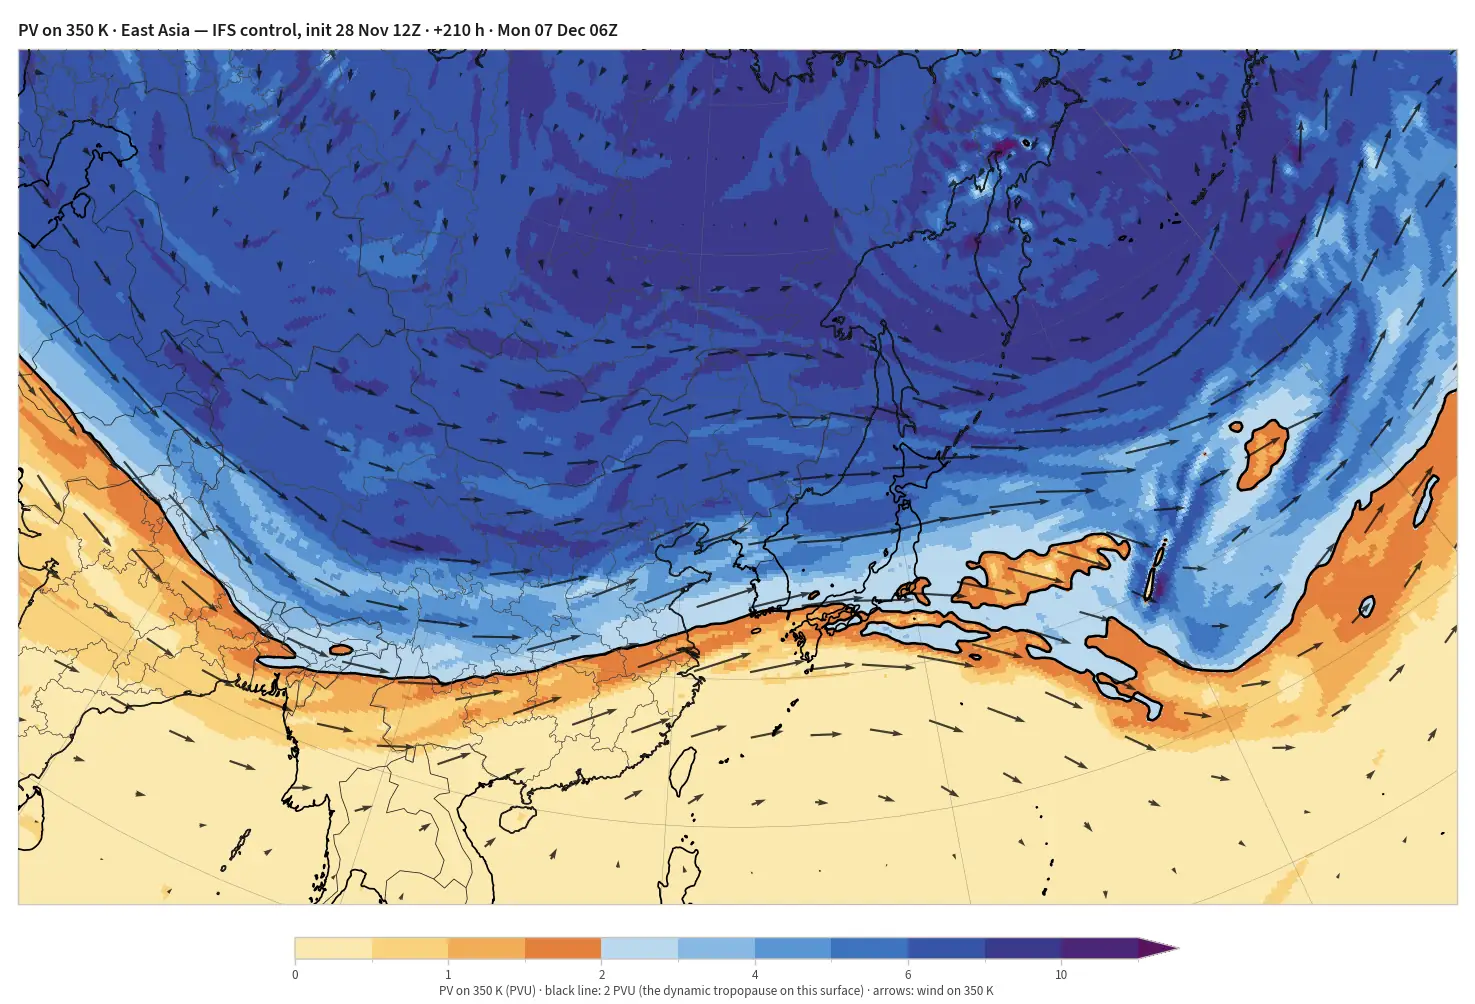 PV on 350 K · East Asia — IFS control, init 28 Nov 12Z · +210 h · Mon 07 Dec 06Z
0 1 2 4 6 10
PV on 350 K (PVU) · black line: 2 PVU (the dynamic tropopause on this surface) · arrows: wind on 350 K